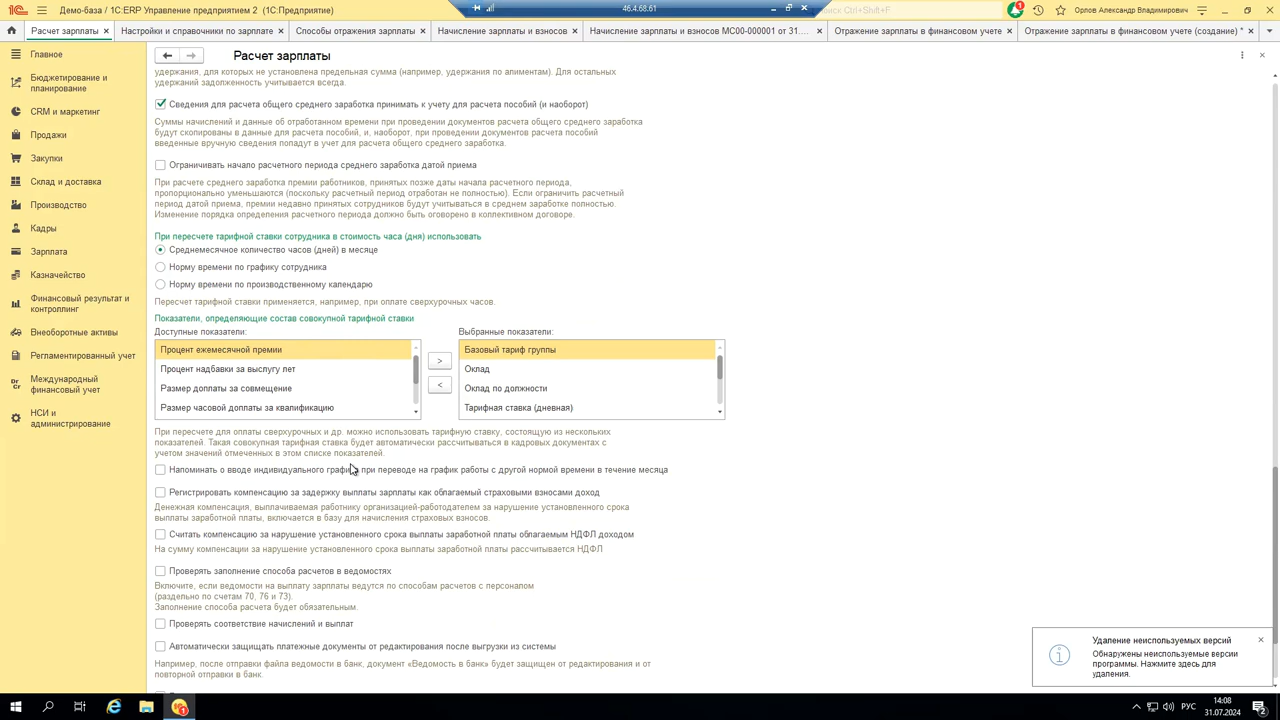 Демо-база / 1С:ERP Управление предприятием 2 (1С:Предприятие)
46.4.68.61
поиск Ctrl+Shift+F
Орлов Александр Владимирович
Расчет зарплаты
Настройки и справочники по зарплате
Способы отражения зарплаты
Начисление зарплаты и взносов
Начисление зарплаты и взносов МС00-000001 от 31....
Отражение зарплаты в финансовом учете
Отражение зарплаты в финансовом учете (создание) *
Главное
Бюджетирование и
планирование
CRM и маркетинг
Продажи
Закупки
Склад и доставка
Производство
Кадры
Зарплата
Казначейство
Финансовый результат и
контроллинг
Внеоборотные активы
Регламентированный учет
Международный
финансовый учет
НСИ и
администрирование
Расчет зарплаты
удержания, для которых не установлена предельная сумма (например, удержания по алиментам). Для остальных
удержаний задолженность учитывается всегда.
Сведения для расчета общего среднего заработка принимать к учету для расчета пособий (и наоборот)
Суммы начислений и данные об отработанном времени при проведении документов расчета общего среднего заработка
будут скопированы в данные для расчета пособий, и, наоборот, при проведении документов расчета пособий
введенные вручную сведения попадут в учет для расчета общего среднего заработка.
Ограничивать начало расчетного периода среднего заработка датой приема
При расчете среднего заработка премии работников, принятых позже даты начала расчетного периода,
пропорционально уменьшаются (поскольку расчетный период отработан не полностью). Если ограничить расчетный
период датой приема, премии недавно принятых сотрудников будут учитываться в среднем заработке полностью.
Изменение порядка определения расчетного периода должно быть оговорено в коллективном договоре.
При пересчете тарифной ставки сотрудника в стоимость часа (дня) использовать
Среднемесячное количество часов (дней) в месяце
Норму времени по графику сотрудника
Норму времени по производственному календарю
Пересчет тарифной ставки применяется, например, при оплате сверхурочных часов.
Показатели, определяющие состав совокупной тарифной ставки
Доступные показатели:
Выбранные показатели:
Процент ежемесячной премии
Процент надбавки за выслугу лет
Размер доплаты за совмещение
Размер часовой доплаты за квалификацию
>
<
Базовый тариф группы
Оклад
Оклад по должности
Тарифная ставка (дневная)
При пересчете для оплаты сверхурочных и др. можно использовать тарифную ставку, состоящую из нескольких
показателей. Такая совокупная тарифная ставка будет автоматически рассчитываться в кадровых документах с
учетом значений отмеченных в этом списке показателей.
Напоминать о вводе индивидуального графика при переводе на график работы с другой нормой времени в течение месяца
Регистрировать компенсацию за задержку выплаты зарплаты как облагаемый страховыми взносами доход
Денежная компенсация, выплачиваемая работнику организацией-работодателем за нарушение установленного срока
выплаты заработной платы, включается в базу для начисления страховых взносов.
Считать компенсацию за нарушение установленного срока выплаты заработной платы облагаемым НДФЛ доходом
На сумму компенсации за нарушение установленного срока выплаты заработной платы рассчитывается НДФЛ
Проверять заполнение способа расчетов в ведомостях
Включите, если ведомости на выплату зарплаты ведутся по способам расчетов с персоналом
(раздельно по счетам 70, 76 и 73).
Заполнение способа расчета будет обязательным.
Проверять соответствие начислений и выплат
Автоматически защищать платежные документы от редактирования после выгрузки из системы
Например, после отправки файла ведомости в банк, документ «Ведомость в банк» будет защищен от редактирования и от
повторной отправки в банк.
Удаление неиспользуемых версий
Обнаружены неиспользуемые версии
программы. Нажмите здесь для
удаления.
РУС
14:08
31.07.2024
2